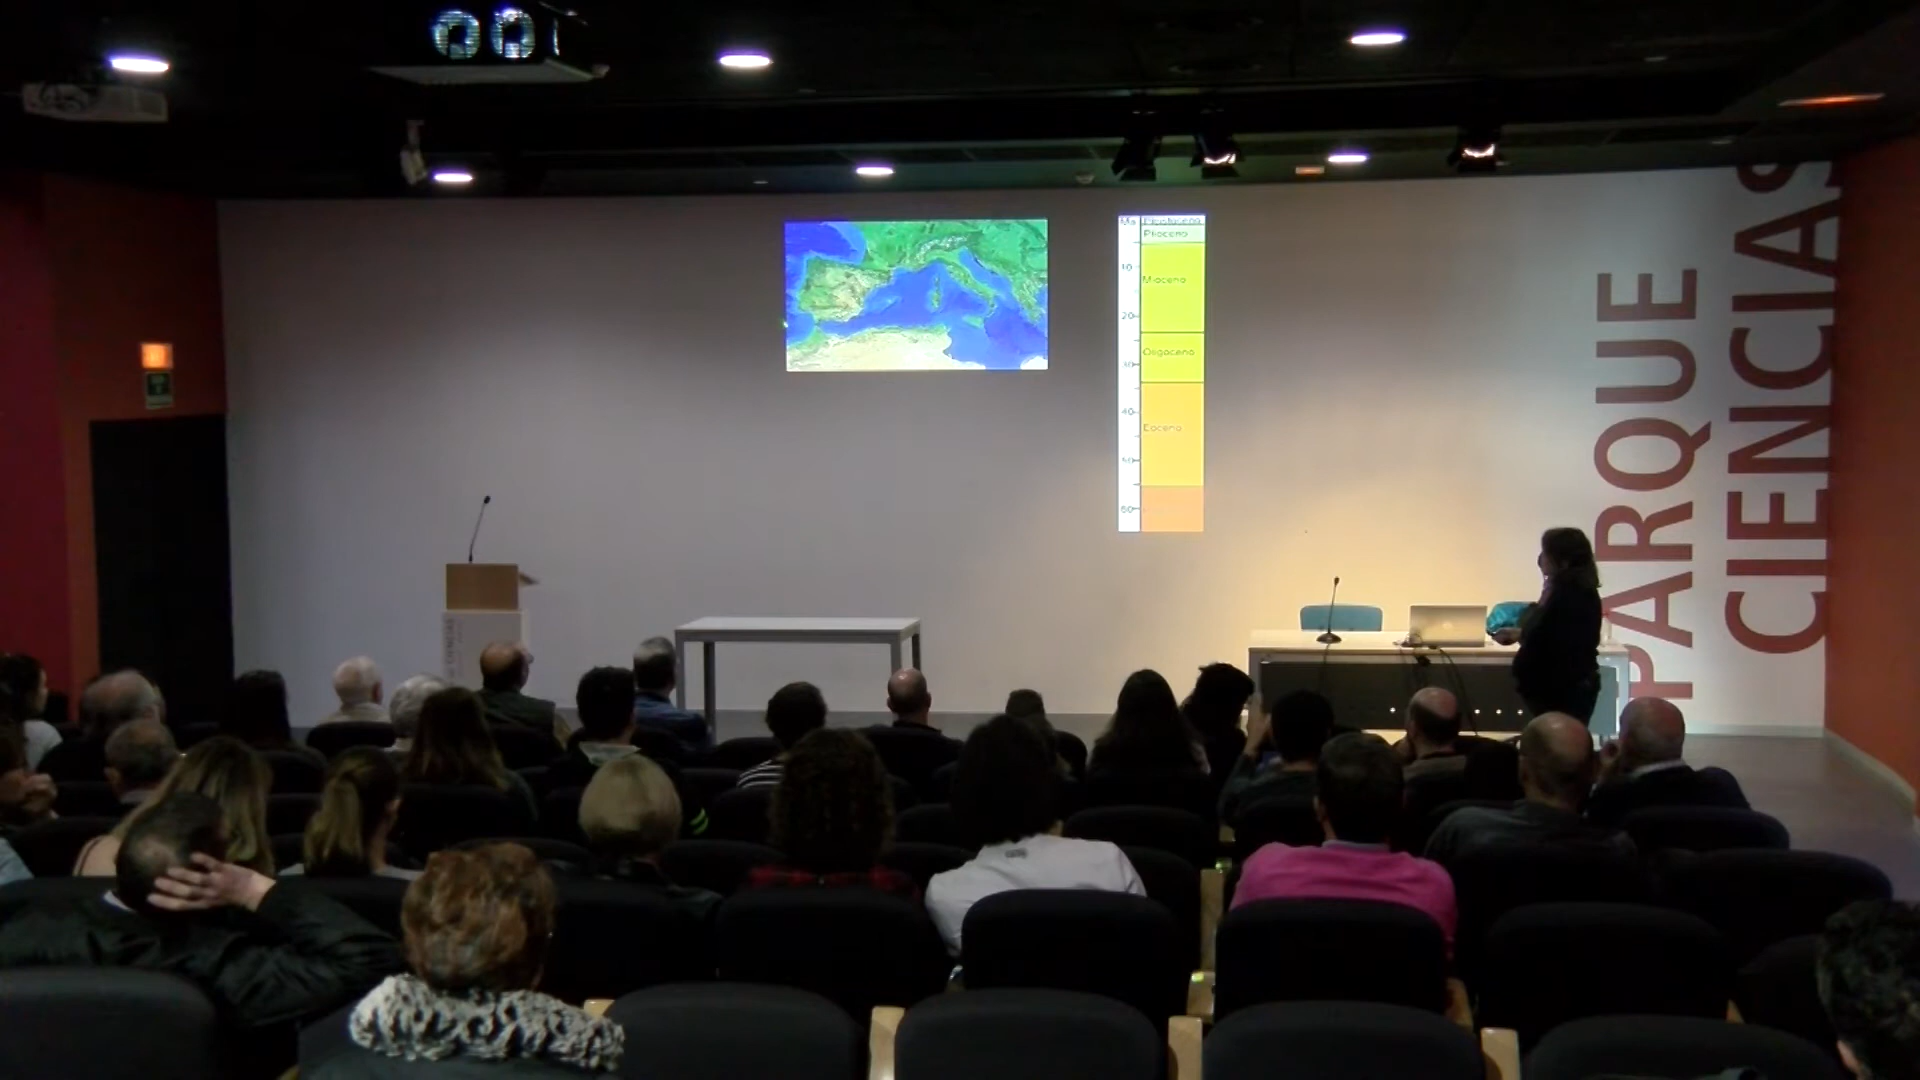 Ma
Pleistoceno
Plioceno
10
Mioceno
20
Oligoceno
30
40
Eoceno
50
60
PARQUE
CIENCIAS